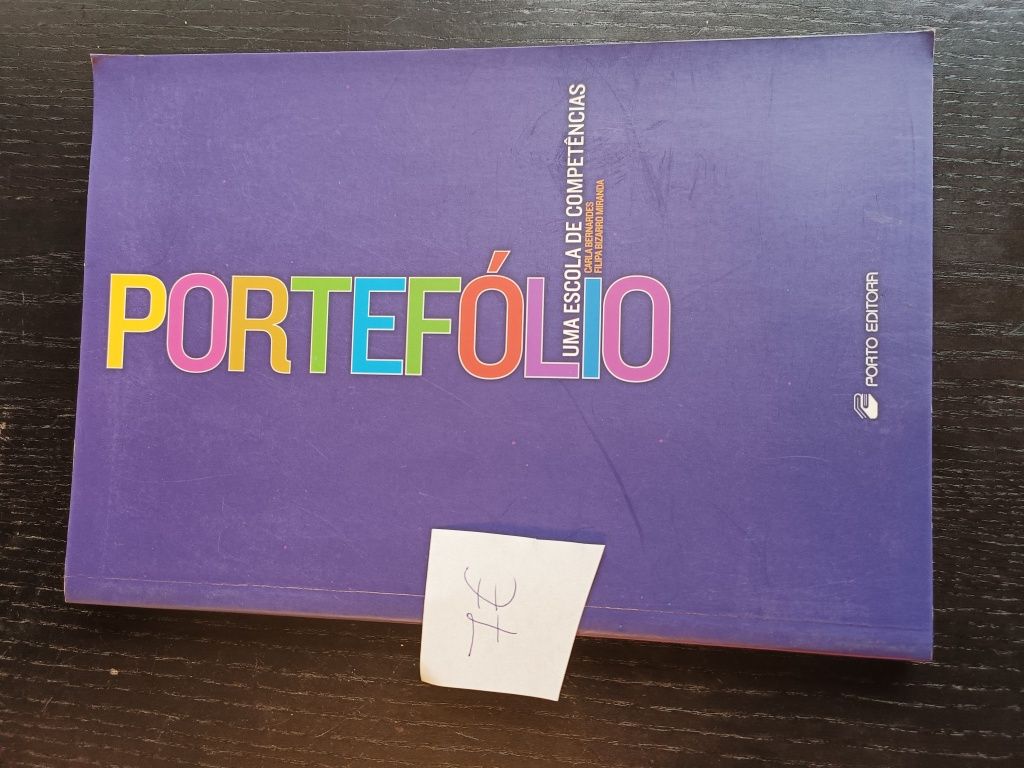 PORTEFÓLIO
UMA ESCOLA DE COMPETÊNCIAS
CARLA BERNARDES
FILIPA BIZARRO MIRANDA
PORTO EDITORA
7€